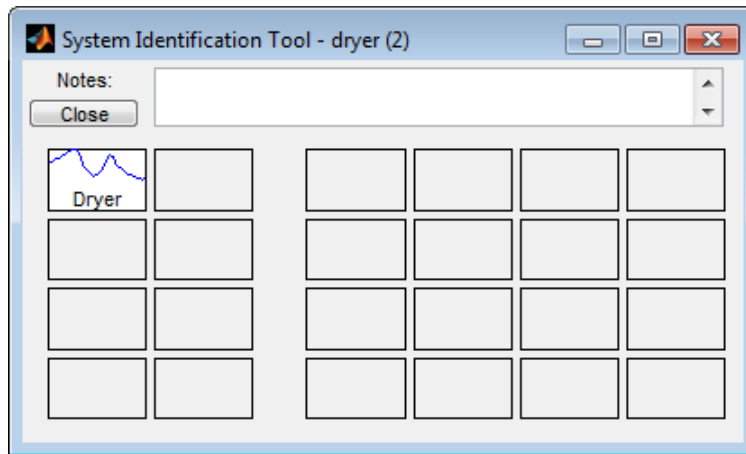 System Identification Tool - dryer (2)
Notes:
Close
Dryer